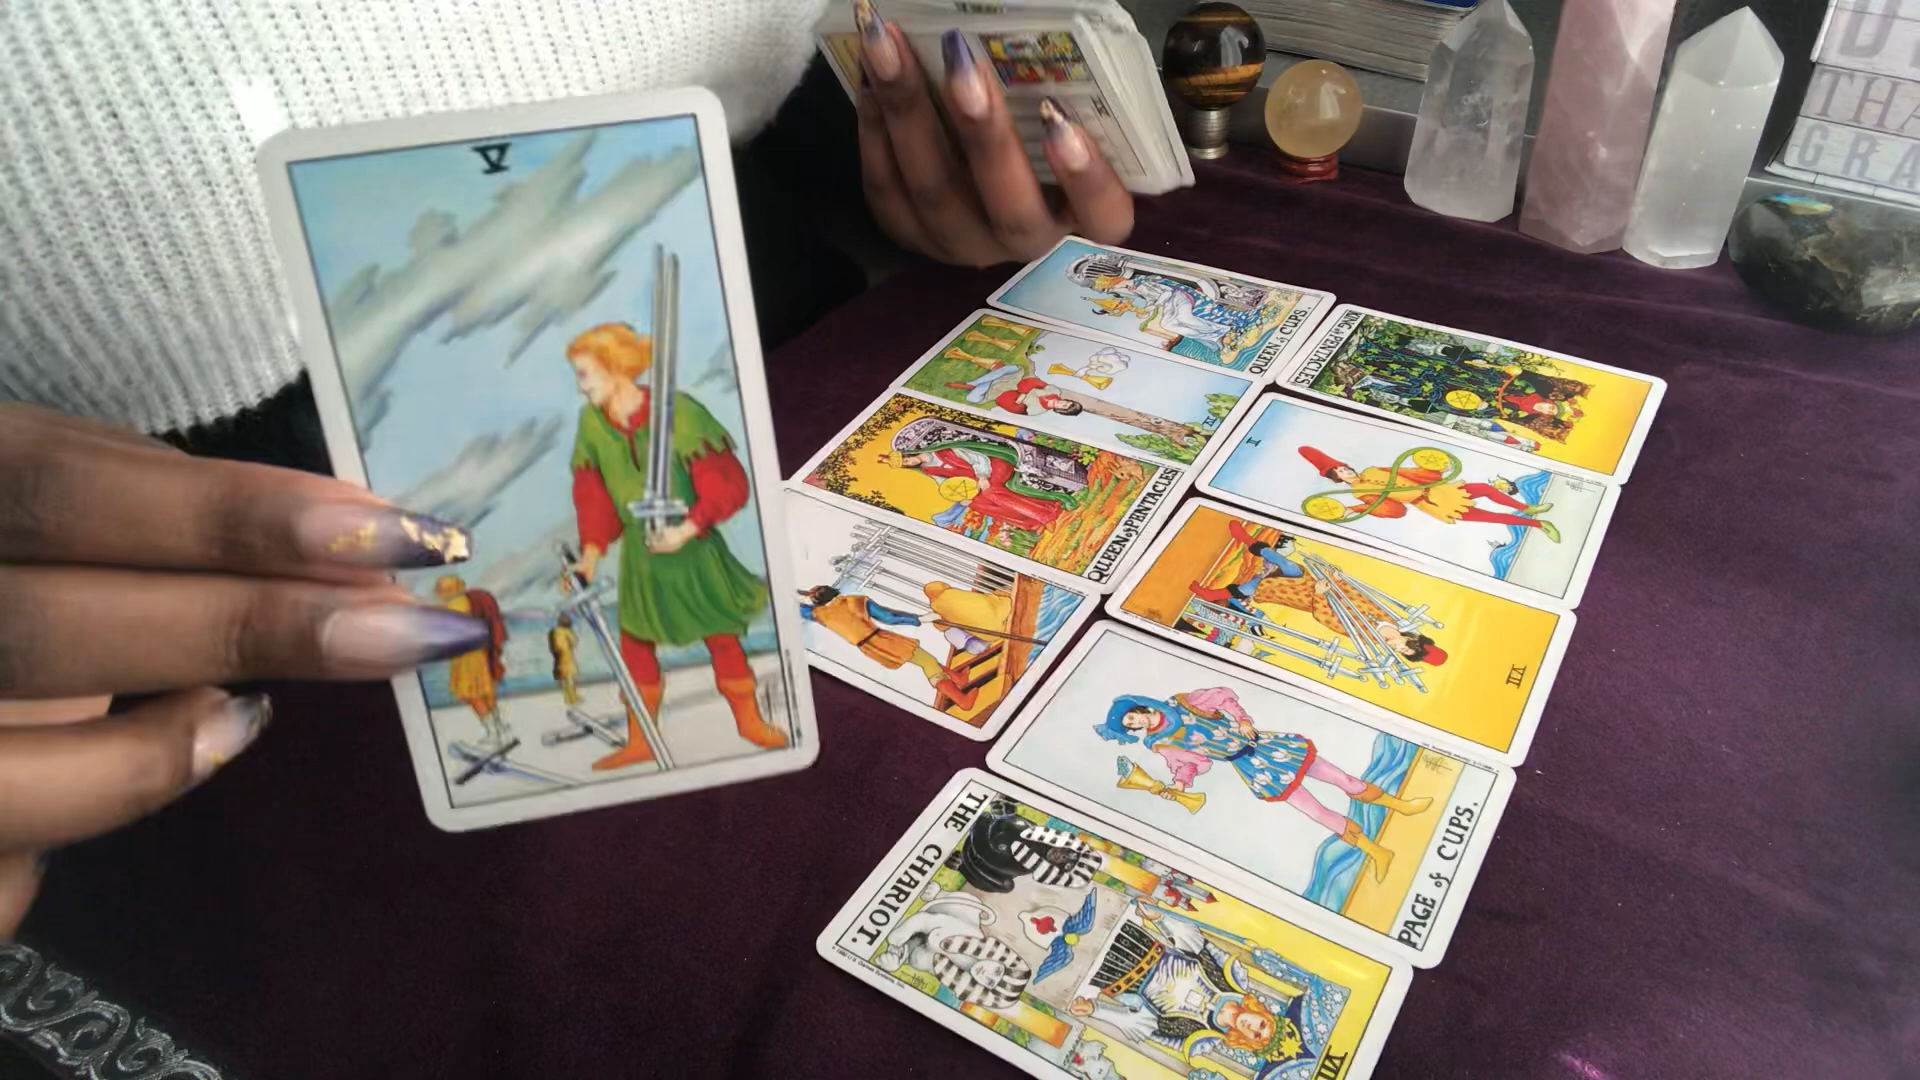 V
QUEEN of CUPS.
KING of PENTACLES.
IV
II
QUEEN of PENTACLES
VII
PAGE of CUPS.
THE CHARIOT.
VII
THA
GRA